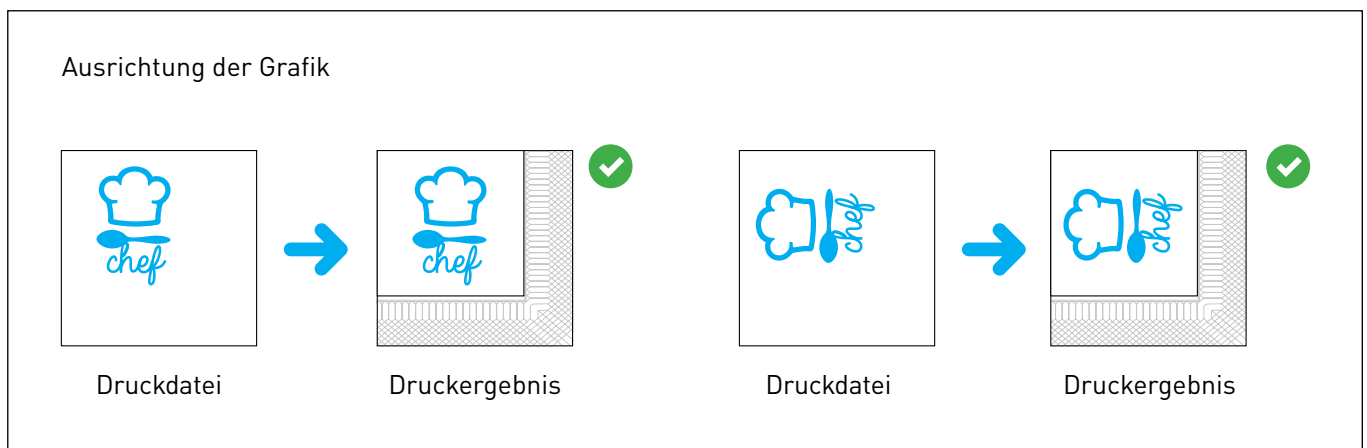 Ausrichtung der Grafik
chef
chef
chef
chef
Druckdatei
Druckergebnis
Druckdatei
Druckergebnis